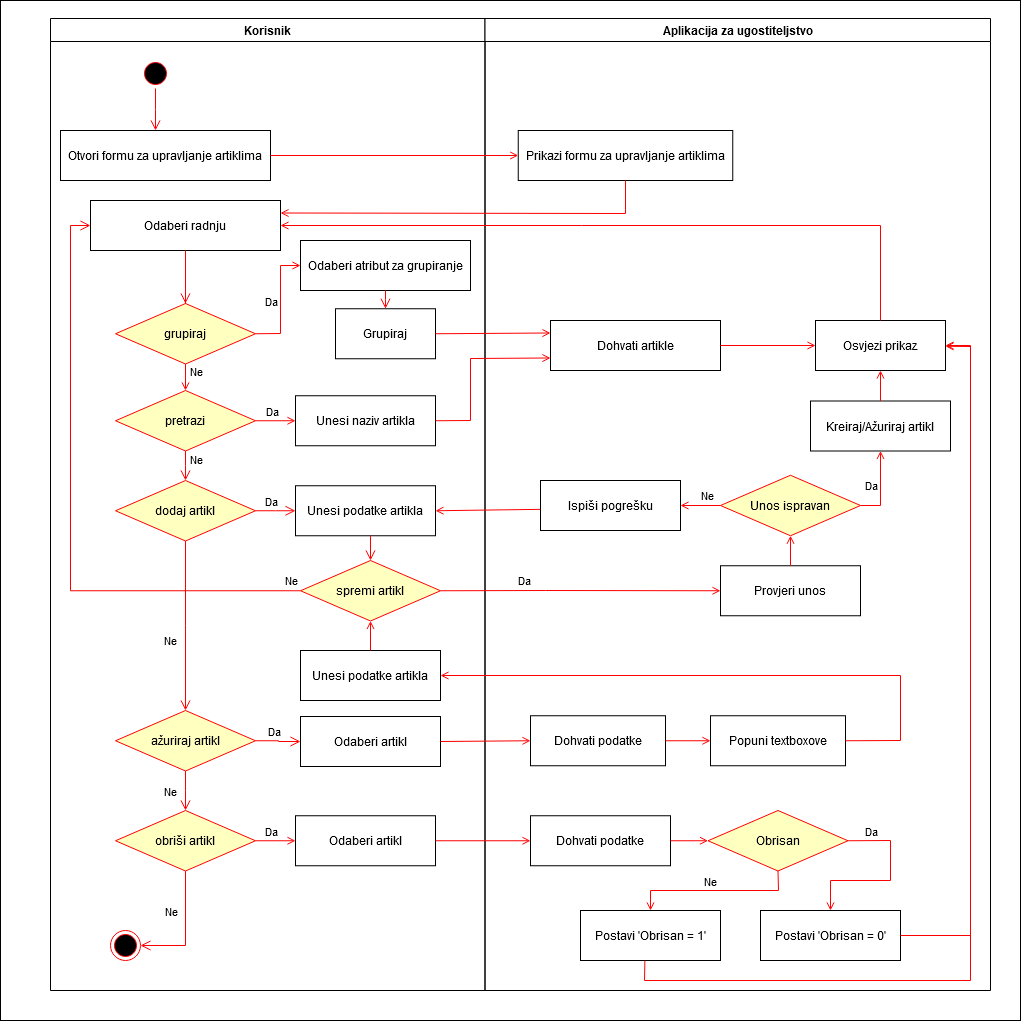 Korisnik
Aplikacija za ugostiteljstvo
Otvori formu za upravljanje artiklima
Prikazi formu za upravljanje artiklima
Odaberi radnju
Odaberi atribut za grupiranje
Da
grupiraj
Grupiraj
Dohvati artikle
Osvjezi prikaz
Ne
pretrazi
Da
Unesi naziv artikla
Kreiraj/Ažuriraj artikl
Ne
dodaj artikl
Da
Unesi podatke artikla
Ispiši pogrešku
Ne
Unos ispravan
Da
Ne
spremi artikl
Da
Provjeri unos
Ne
Unesi podatke artikla
ažuriraj artikl
Da
Odaberi artikl
Dohvati podatke
Popuni textboxove
Ne
obriši artikl
Da
Odaberi artikl
Dohvati podatke
Obrisan
Da
Ne
Ne
Postavi 'Obrisan = 1'
Postavi 'Obrisan = 0'